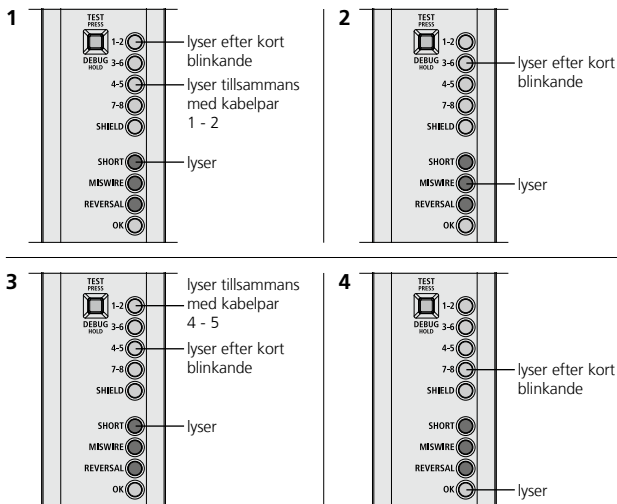 1
TEST
PRESS
1-2
DEBUG
HOLD
3-6
4-5
7-8
SHIELD
SHORT
MISWIRE
REVERSAL
OK
lyser efter kort
blinkande
lyser tillsammans
med kabelpar
1 - 2
lyser
2
TEST
PRESS
1-2
DEBUG
HOLD
3-6
4-5
7-8
SHIELD
SHORT
MISWIRE
REVERSAL
OK
lyser efter kort
blinkande
lyser
3
TEST
PRESS
1-2
DEBUG
HOLD
3-6
4-5
7-8
SHIELD
SHORT
MISWIRE
REVERSAL
OK
lyser tillsammans
med kabelpar
4 - 5
lyser efter kort
blinkande
lyser
4
TEST
PRESS
1-2
DEBUG
HOLD
3-6
4-5
7-8
SHIELD
SHORT
MISWIRE
REVERSAL
OK
lyser efter kort
blinkande
lyser